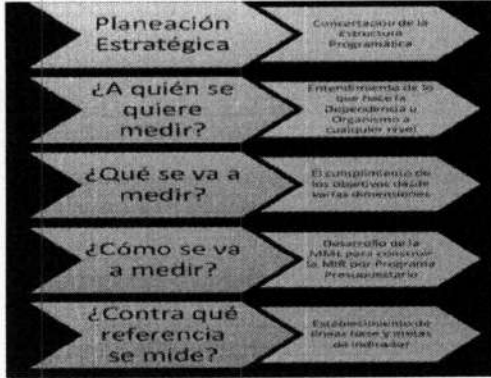 Planeación
Estratégica
Concertación de la
Estructura
Programática
¿A quién se
quiere
medir?
Entendimiento de lo
que hace la
Dependencia u
Organismo a
cualquier nivel
¿Qué se va a
medir?
El cumplimiento de
los objetivos desde
varias dimensiones
¿Cómo se va
a medir?
Desarrollo de la
MML para construir
la MIR por Programa
Presupuestario
¿Contra qué
referencia
se mide?
Establecimiento de
líneas base y metas
de indicador